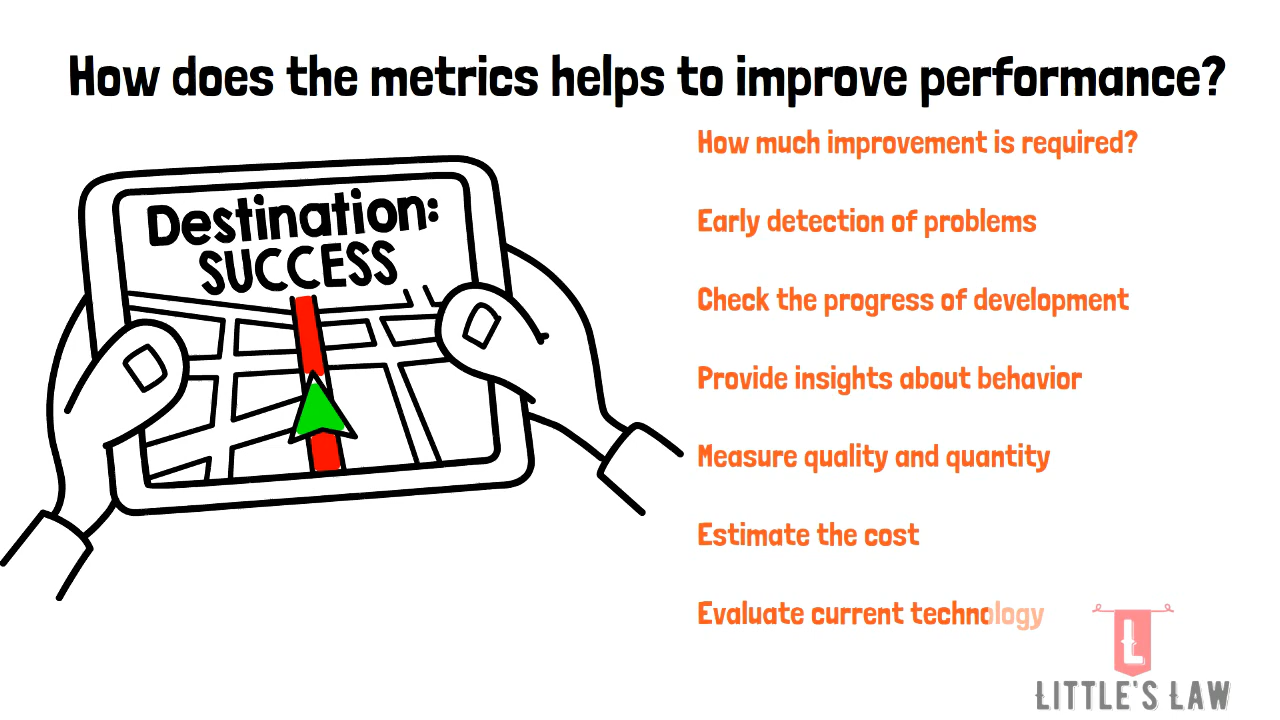 How does the metrics helps to improve performance?
Destination:
SUCCESS
How much improvement is required?
Early detection of problems
Check the progress of development
Provide insights about behavior
Measure quality and quantity
Estimate the cost
Evaluate current technology
L
LITTLE'S LAW